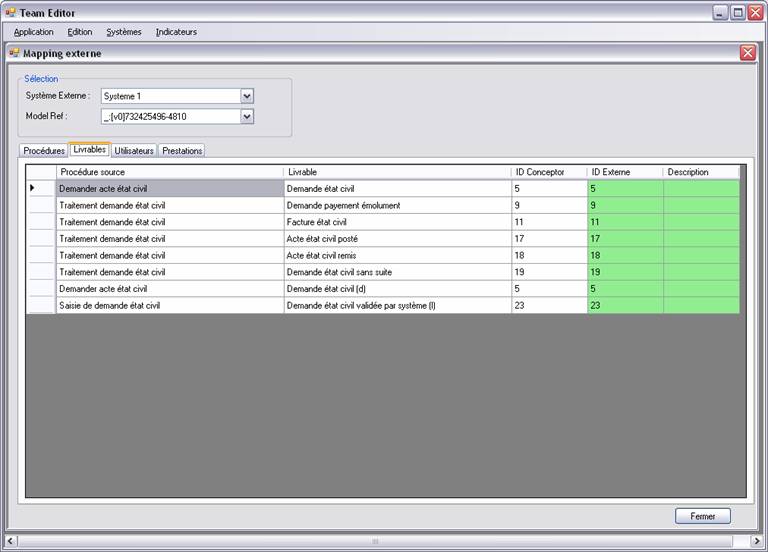 Team Editor
Application Edition Systèmes Indicateurs
Mapping externe
Sélection
Système Externe : Systeme 1
Model Ref : _:[v0]732425496-4810
Procédures Livrables Utilisateurs Prestations
Procédure source Livrable ID Conceptor ID Externe Description
Demander acte état civil Demande état civil 5 5
Traitement demande état civil Demande payement émolument 9 9
Traitement demande état civil Facture état civil 11 11
Traitement demande état civil Acte état civil posté 17 17
Traitement demande état civil Acte état civil remis 18 18
Traitement demande état civil Demande état civil sans suite 19 19
Demander acte état civil Demande état civil (d) 5 5
Saisie de demande état civil Demande état civil validée par système (I) 23 23
Fermer